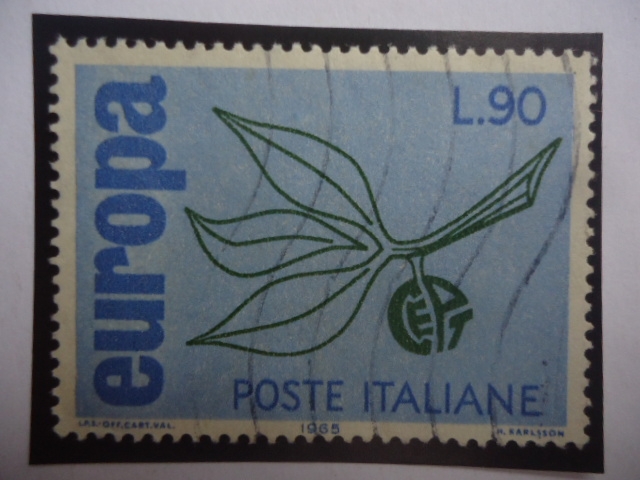 europa
L.90
CEPT
POSTE ITALIANE
I.P.S.-OFF.CART.VAL.
1965
H. KARLSSON